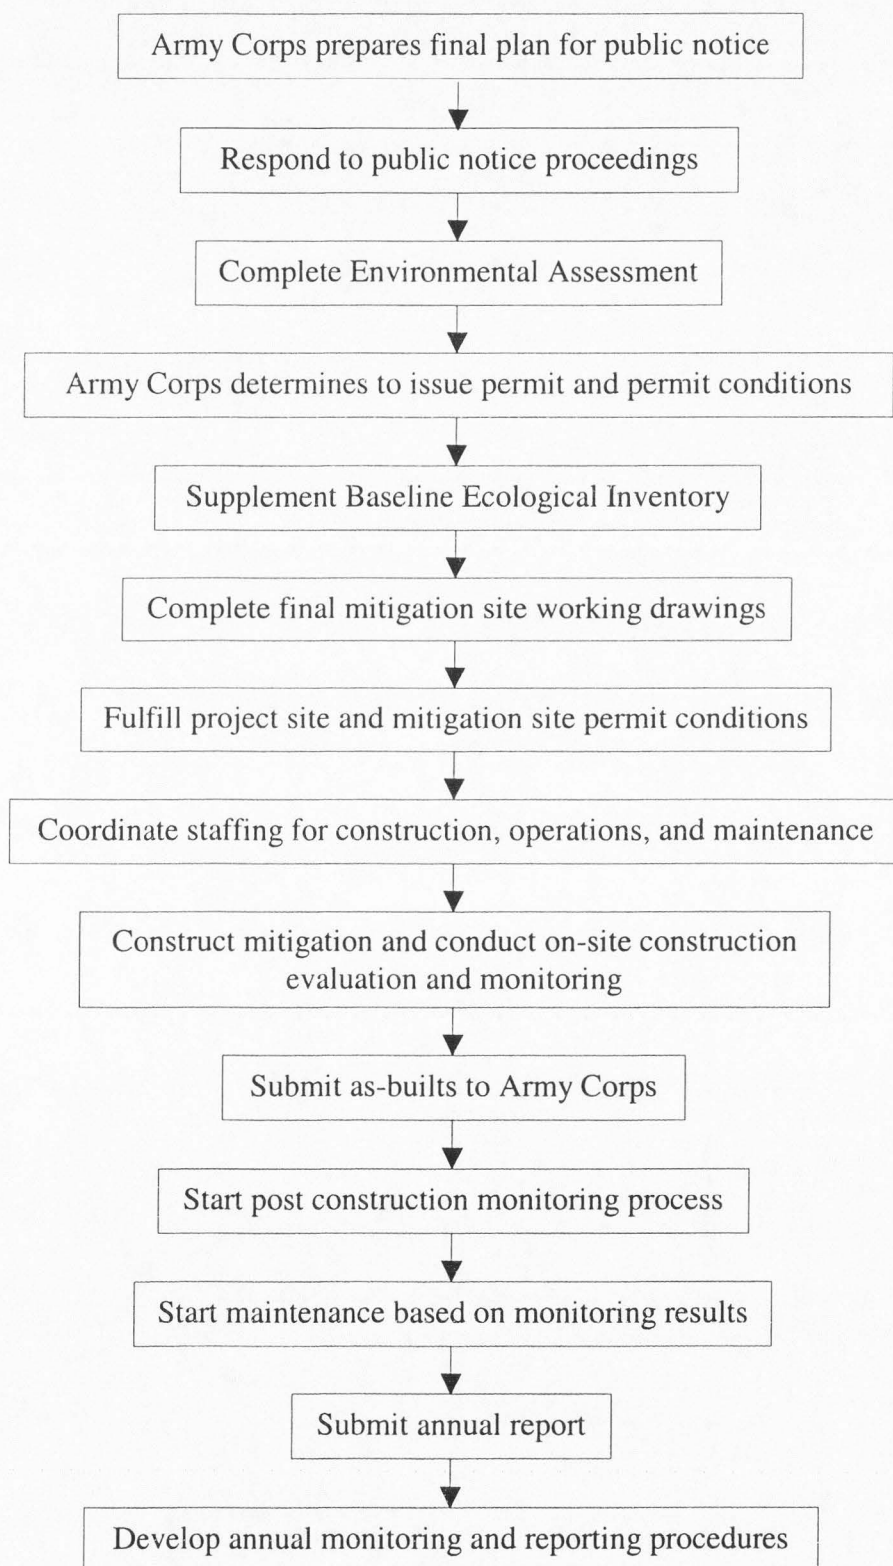 Army Corps prepares final plan for public notice
Respond to public notice proceedings
Complete Environmental Assessment
Army Corps determines to issue permit and permit conditions
Supplement Baseline Ecological Inventory
Complete final mitigation site working drawings
Fulfill project site and mitigation site permit conditions
Coordinate staffing for construction, operations, and maintenance
Construct mitigation and conduct on-site construction
evaluation and monitoring
Submit as-builts to Army Corps
Start post construction monitoring process
Start maintenance based on monitoring results
Submit annual report
Develop annual monitoring and reporting procedures